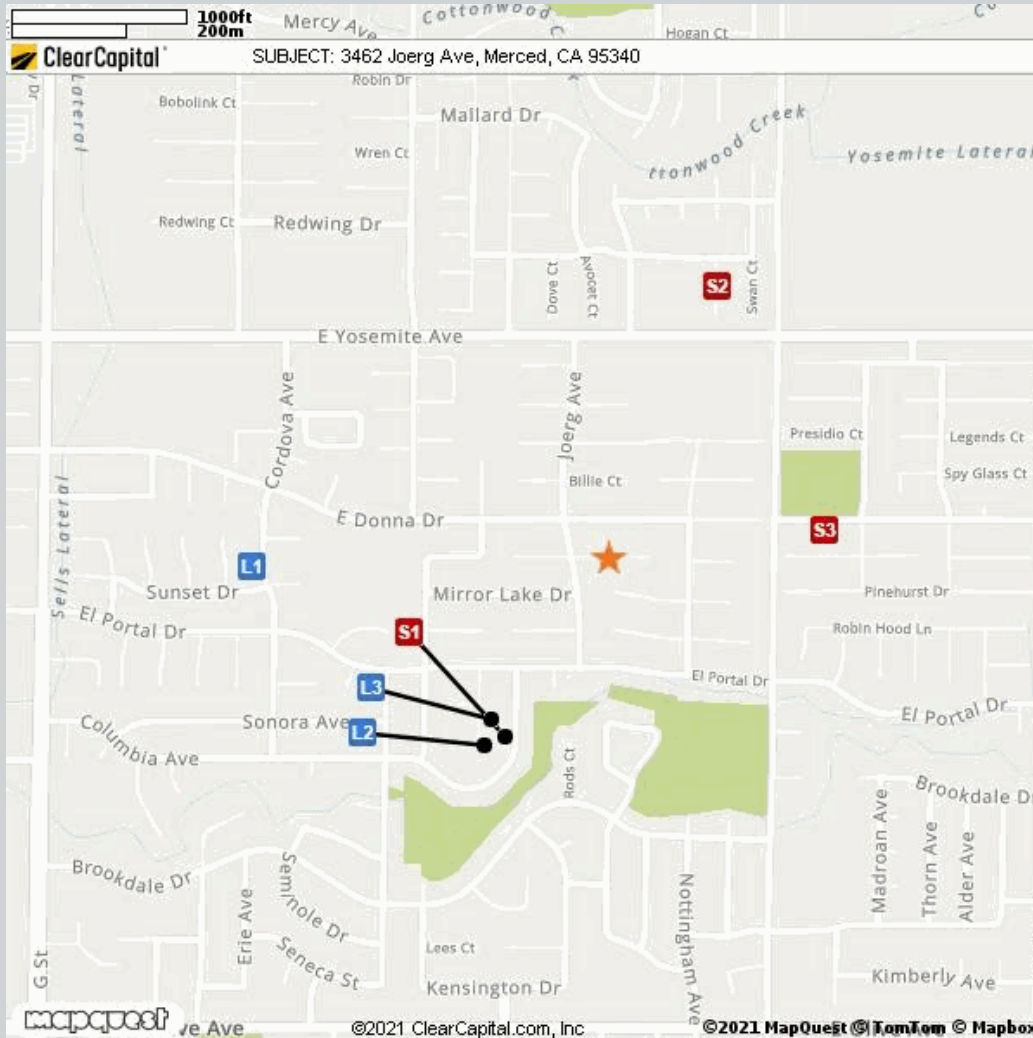 1000ft
200m
Mercy Ave
Cottonwood C
Hogan Ct
ClearCapital
SUBJECT: 3462 Joerg Ave, Merced, CA 95340
Dr
Lateral
Robin Dr
Bobolink Ct
Mallard Dr
ttonwood Creek
Wren Ct
Yosemite Lateral
Redwing Ct
Redwing Dr
Dove Ct
Avocet Ct
S2
Swan Ct
E Yosemite Ave
Cordova Ave
Joerg Ave
Presidio Ct
Legends Ct
Billie Ct
Spy Glass Ct
Sells Lateral
E Donna Dr
S3
L1
Sunset Dr
Mirror Lake Dr
Pinehurst Dr
El Portal Dr
S1
Robin Hood Ln
L3
El Portal Dr
El Portal Dr
Columbia Ave
Sonora Ave
L2
Rods Ct
Brookdale D
Madroan Ave
Thorn Ave
Alder Ave
Brookdale Dr
Seminole Dr
Erie Ave
Nottingham Ave
Seneca St
Lees Ct
G St
Kensington Dr
Kimberly Ave
mapquest
ve Ave
©2021 ClearCapital.com, Inc
©2021 MapQuest © TomTom © Mapbox